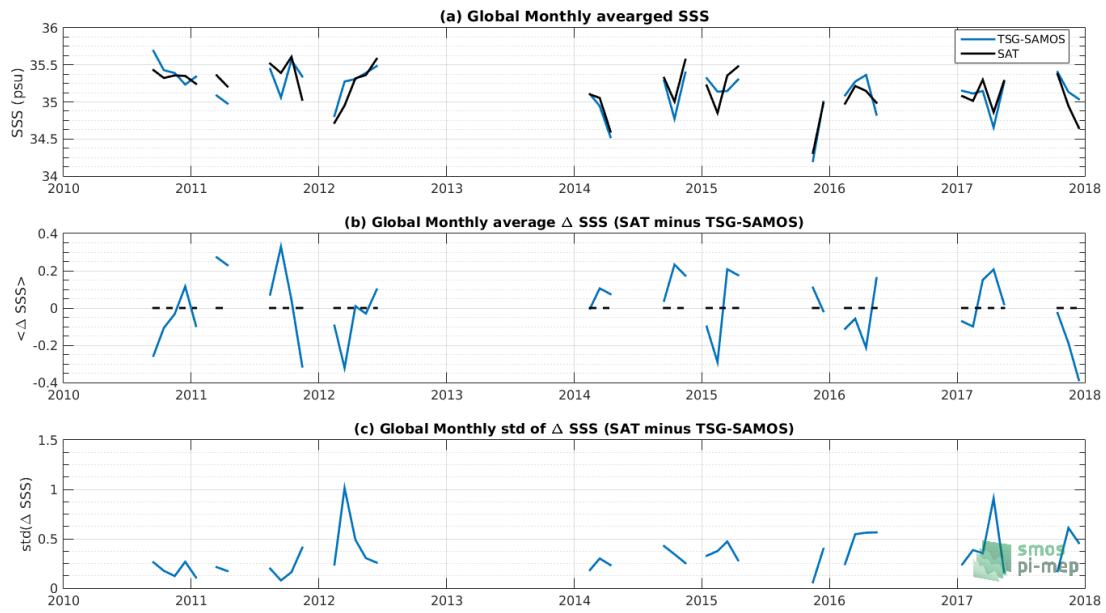 (a) Global Monthly avearged SSS
36
35.5
35
34.5
34
SSS (psu)
TSG-SAMOS
SAT
2010 2011 2012 2013 2014 2015 2016 2017 2018
(b) Global Monthly average Δ SSS (SAT minus TSG-SAMOS)
0.4
0.2
0
-0.2
-0.4
<Δ SSS>
2010 2011 2012 2013 2014 2015 2016 2017 2018
(c) Global Monthly std of Δ SSS (SAT minus TSG-SAMOS)
1.5
1
0.5
0
std(Δ SSS)
smos
pi-mep
2010 2011 2012 2013 2014 2015 2016 2017 2018